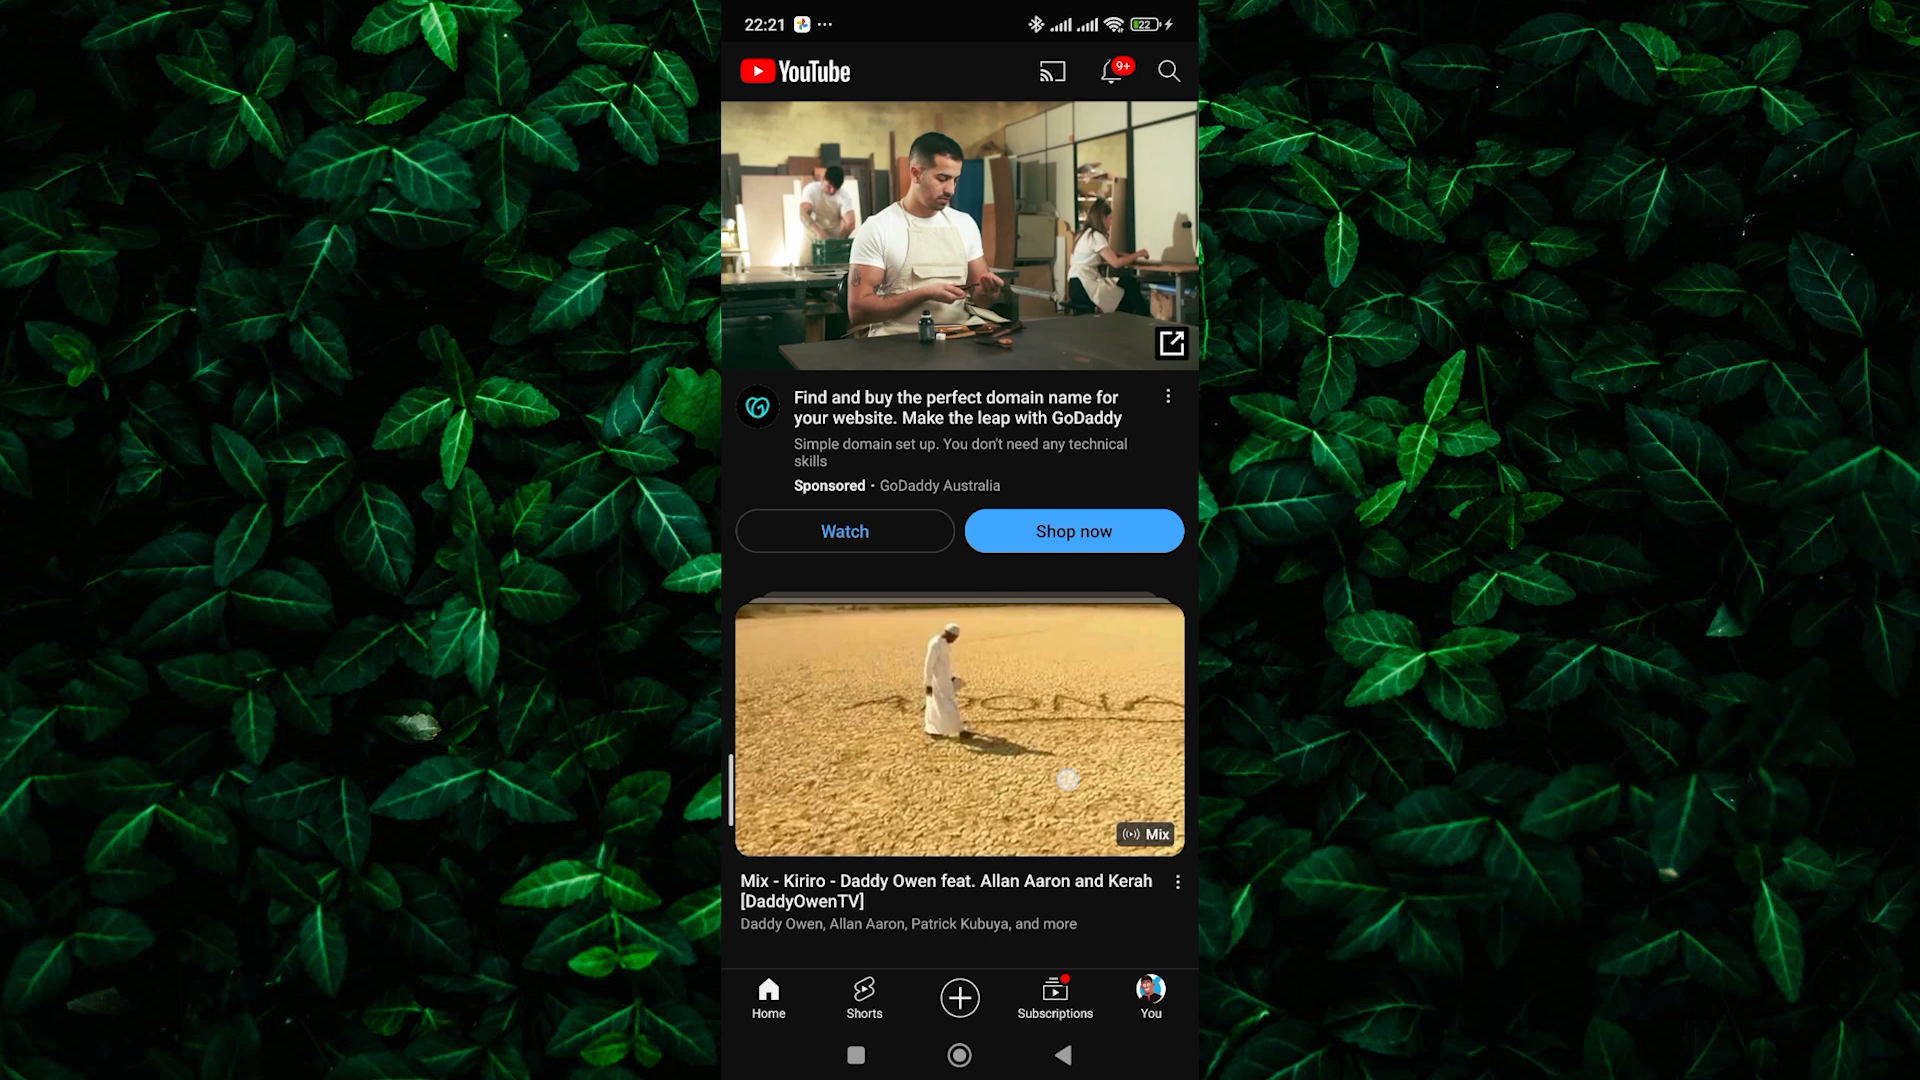 22:21
22
YouTube
9+
Find and buy the perfect domain name for
your website. Make the leap with GoDaddy
Simple domain set up. You don't need any technical
skills
Sponsored · GoDaddy Australia
Watch
Shop now
Mix
Mix - Kiriro - Daddy Owen feat. Allan Aaron and Kerah
[DaddyOwenTV]
Daddy Owen, Allan Aaron, Patrick Kubuya, and more
Home
Shorts
Subscriptions
You